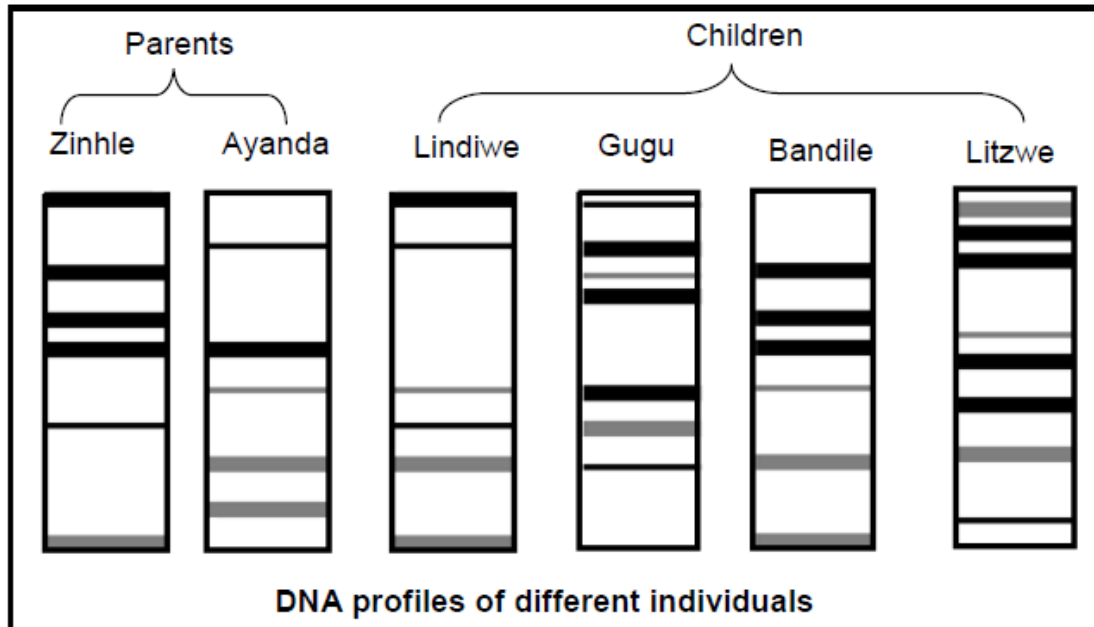 Parents
Children
Zinhle Ayanda Lindiwe Gugu Bandile Litzwe
DNA profiles of different individuals